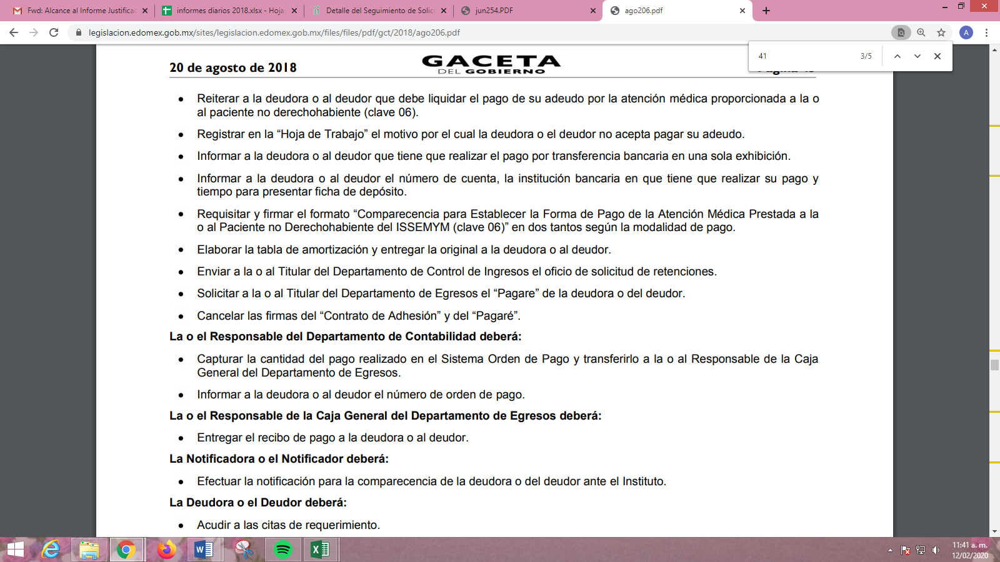 Fwd: Alcance al Informe Justifica
informes diarios 2018.xlsx - Hoja
Detalle del Seguimiento de Solic
jun254.PDF
ago206.pdf
legislacion.edomex.gob.mx/sites/legislacion.edomex.gob.mx/files/files/pdf/gct/2018/ago206.pdf
A
41
3/5
20 de agosto de 2018
GACETA
DEL GOBIERNO
• Reiterar a la deudora o al deudor que debe liquidar el pago de su adeudo por la atención médica proporcionada a la o
al paciente no derechohabiente (clave 06).
• Registrar en la “Hoja de Trabajo” el motivo por el cual la deudora o el deudor no acepta pagar su adeudo.
• Informar a la deudora o al deudor que tiene que realizar el pago por transferencia bancaria en una sola exhibición.
• Informar a la deudora o al deudor el número de cuenta, la institución bancaria en que tiene que realizar su pago y
tiempo para presentar ficha de depósito.
• Requisitar y firmar el formato “Comparecencia para Establecer la Forma de Pago de la Atención Médica Prestada a la
o al Paciente no Derechohabiente del ISSEMYM (clave 06)” en dos tantos según la modalidad de pago.
• Elaborar la tabla de amortización y entregar la original a la deudora o al deudor.
• Enviar a la o al Titular del Departamento de Control de Ingresos el oficio de solicitud de retenciones.
• Solicitar a la o al Titular del Departamento de Egresos el “Pagare” de la deudora o del deudor.
• Cancelar las firmas del “Contrato de Adhesión” y del “Pagaré”.
La o el Responsable del Departamento de Contabilidad deberá:
• Capturar la cantidad del pago realizado en el Sistema Orden de Pago y transferirlo a la o al Responsable de la Caja
General del Departamento de Egresos.
• Informar a la deudora o al deudor el número de orden de pago.
La o el Responsable de la Caja General del Departamento de Egresos deberá:
• Entregar el recibo de pago a la deudora o al deudor.
La Notificadora o el Notificador deberá:
• Efectuar la notificación para la comparecencia de la deudora o del deudor ante el Instituto.
La Deudora o el Deudor deberá:
• Acudir a las citas de requerimiento.
11:41 a. m.
12/02/2020